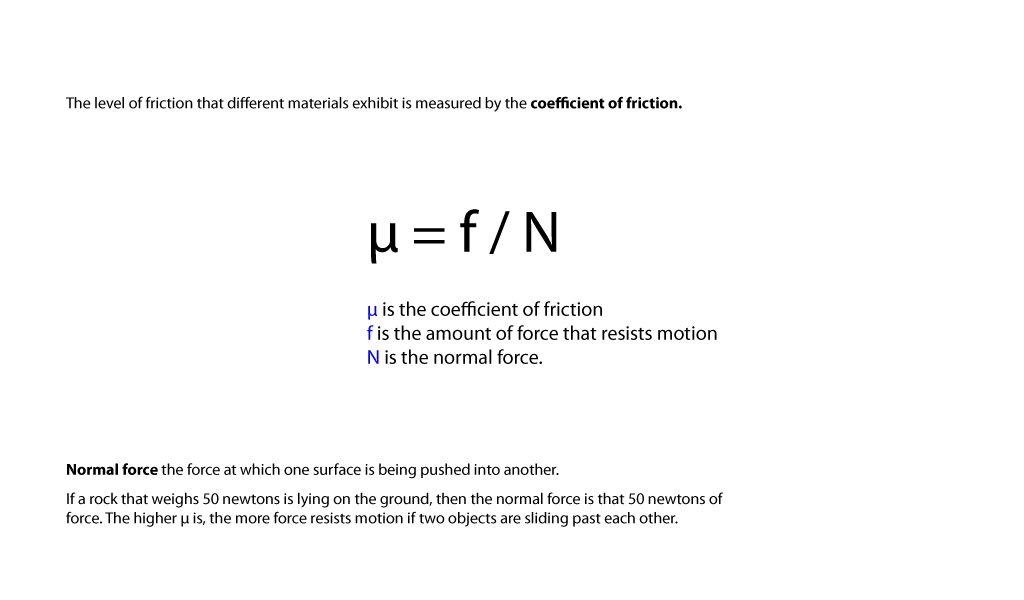 The level of friction that different materials exhibit is measured by the coefficient of friction.
µ = f / N
µ is the coefficient of friction
f is the amount of force that resists motion
N is the normal force.
Normal force the force at which one surface is being pushed into another.
If a rock that weighs 50 newtons is lying on the ground, then the normal force is that 50 newtons of
force. The higher µ is, the more force resists motion if two objects are sliding past each other.